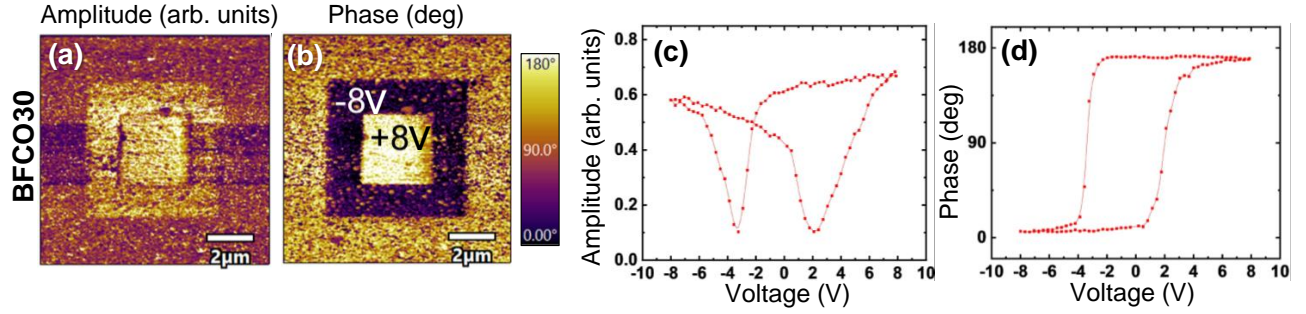 Amplitude (arb. units)
Phase (deg)
BFCO30
(a)
2μm
(b)
-8V
+8V
2μm
180°
90.0°
0.00°
(c)
Amplitude (arb. units)
0.8
0.6
0.4
0.2
0.0
-10 -8 -6 -4 -2 0 2 4 6 8 10
Voltage (V)
(d)
Phase (deg)
180
90
0
-10 -8 -6 -4 -2 0 2 4 6 8 10
Voltage (V)